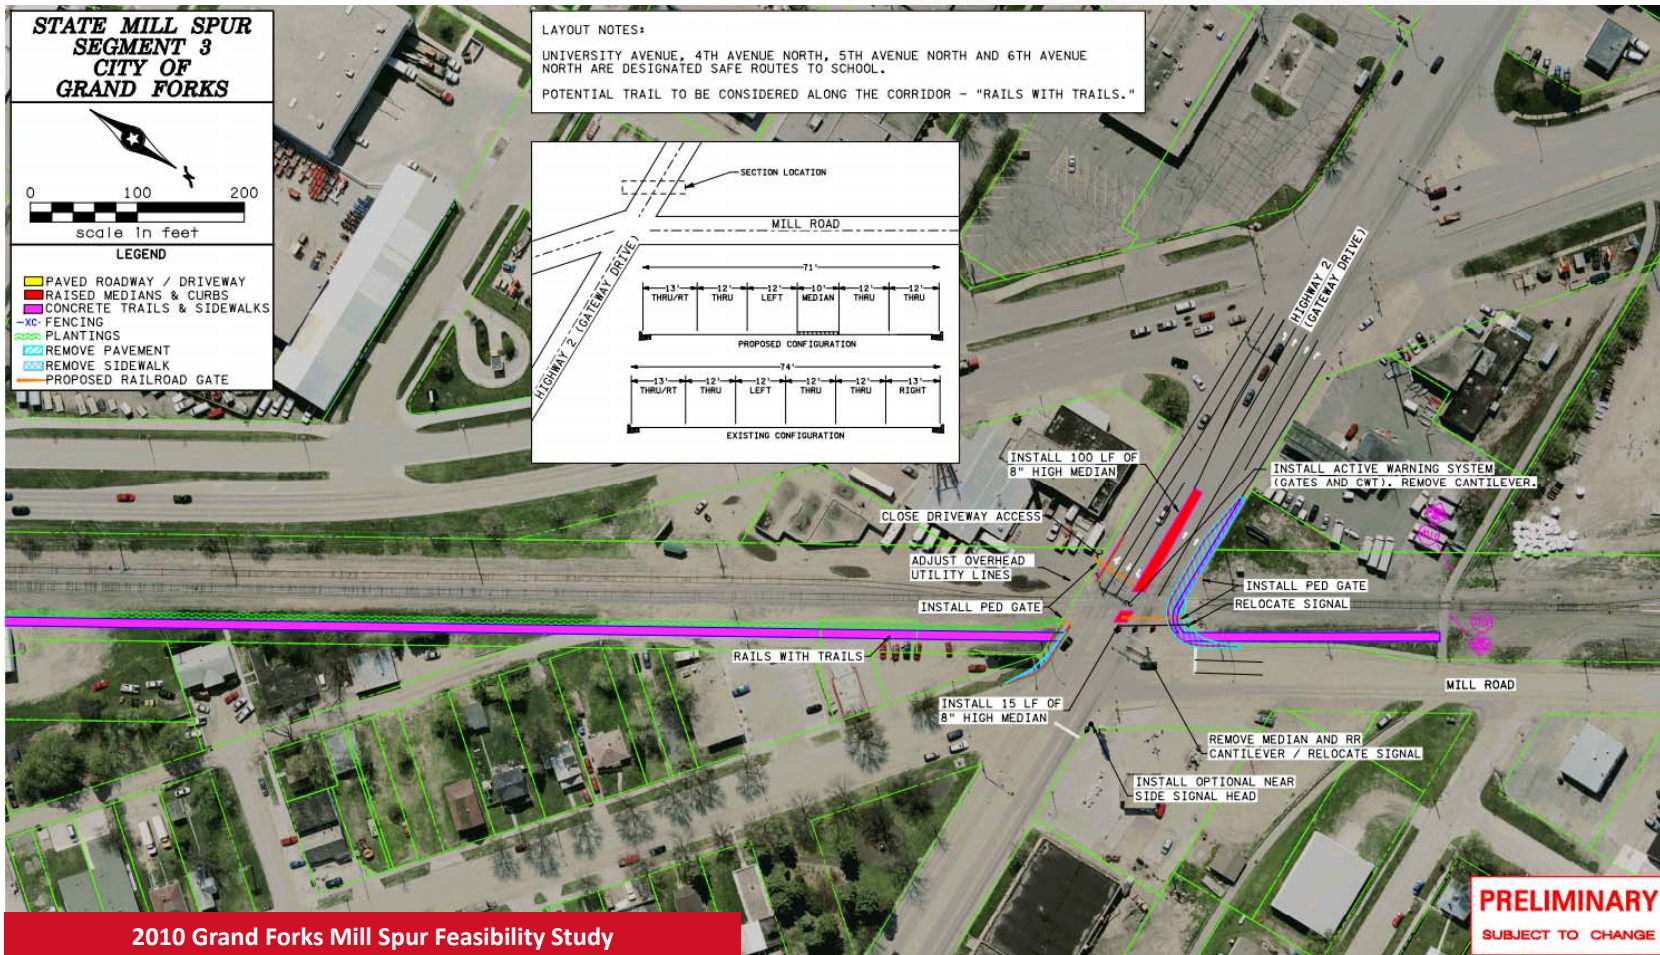 STATE MILL SPUR
SEGMENT 3
CITY OF
GRAND FORKS
0 100 200
scale in feet
LEGEND
PAVED ROADWAY / DRIVEWAY
RAISED MEDIANS & CURBS
CONCRETE TRAILS & SIDEWALKS
-XC- FENCING
PLANTINGS
REMOVE PAVEMENT
REMOVE SIDEWALK
PROPOSED RAILROAD GATE
LAYOUT NOTES:
UNIVERSITY AVENUE, 4TH AVENUE NORTH, 5TH AVENUE NORTH AND 6TH AVENUE
NORTH ARE DESIGNATED SAFE ROUTES TO SCHOOL.
POTENTIAL TRAIL TO BE CONSIDERED ALONG THE CORRIDOR - "RAILS WITH TRAILS."
SECTION LOCATION
MILL ROAD
HIGHWAY 2 (GATEWAY DRIVE)
71'
13' 12' 12' 10' 12' 12'
THRU/RT THRU LEFT MEDIAN THRU THRU
PROPOSED CONFIGURATION
74'
13' 12' 12' 12' 12' 13'
THRU/RT THRU LEFT THRU THRU RIGHT
EXISTING CONFIGURATION
HIGHWAY 2
(GATEWAY DRIVE)
INSTALL 100 LF OF
8" HIGH MEDIAN
INSTALL ACTIVE WARNING SYSTEM
(GATES AND CWT). REMOVE CANTILEVER.
CLOSE DRIVEWAY ACCESS
ADJUST OVERHEAD
UTILITY LINES
INSTALL PED GATE
INSTALL PED GATE
RELOCATE SIGNAL
RAILS WITH TRAILS
MILL ROAD
INSTALL 15 LF OF
8" HIGH MEDIAN
REMOVE MEDIAN AND RR
CANTILEVER / RELOCATE SIGNAL
INSTALL OPTIONAL NEAR
SIDE SIGNAL HEAD
PRELIMINARY
SUBJECT TO CHANGE
2010 Grand Forks Mill Spur Feasibility Study